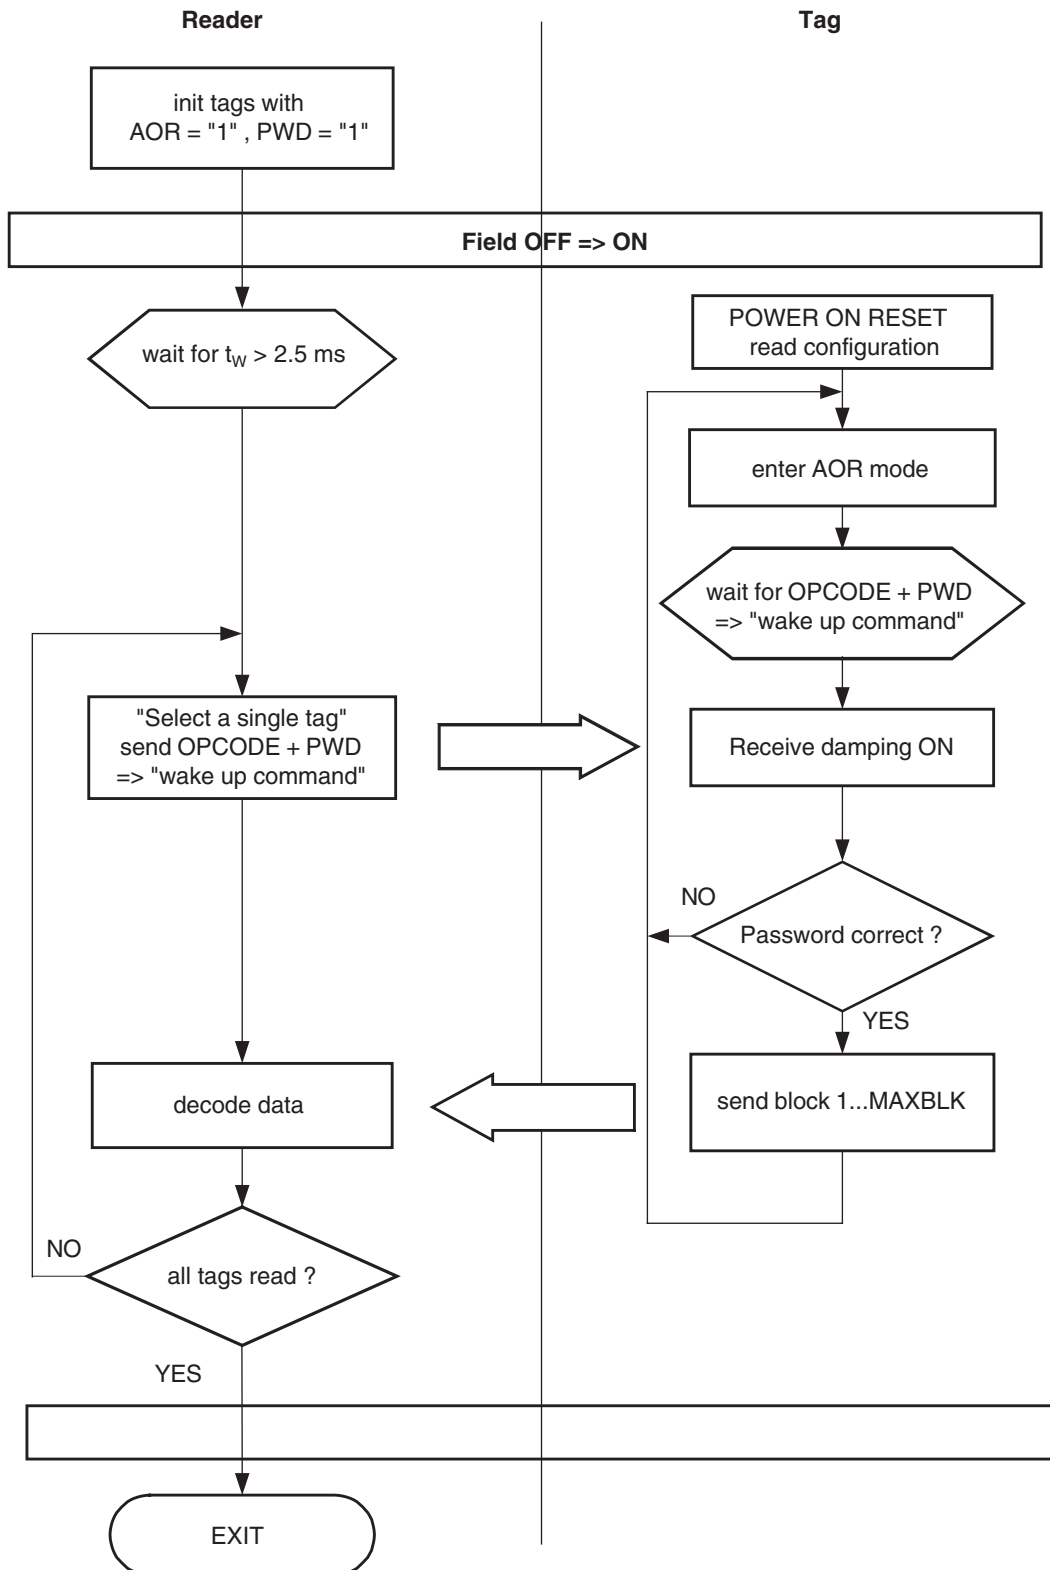 Reader
Tag
init tags with
AOR = "1" , PWD = "1"
Field OFF => ON
wait for tW > 2.5 ms
POWER ON RESET
read configuration
enter AOR mode
wait for OPCODE + PWD
=> "wake up command"
"Select a single tag"
send OPCODE + PWD
=> "wake up command"
Receive damping ON
NO
Password correct ?
YES
decode data
send block 1...MAXBLK
NO
all tags read ?
YES
EXIT